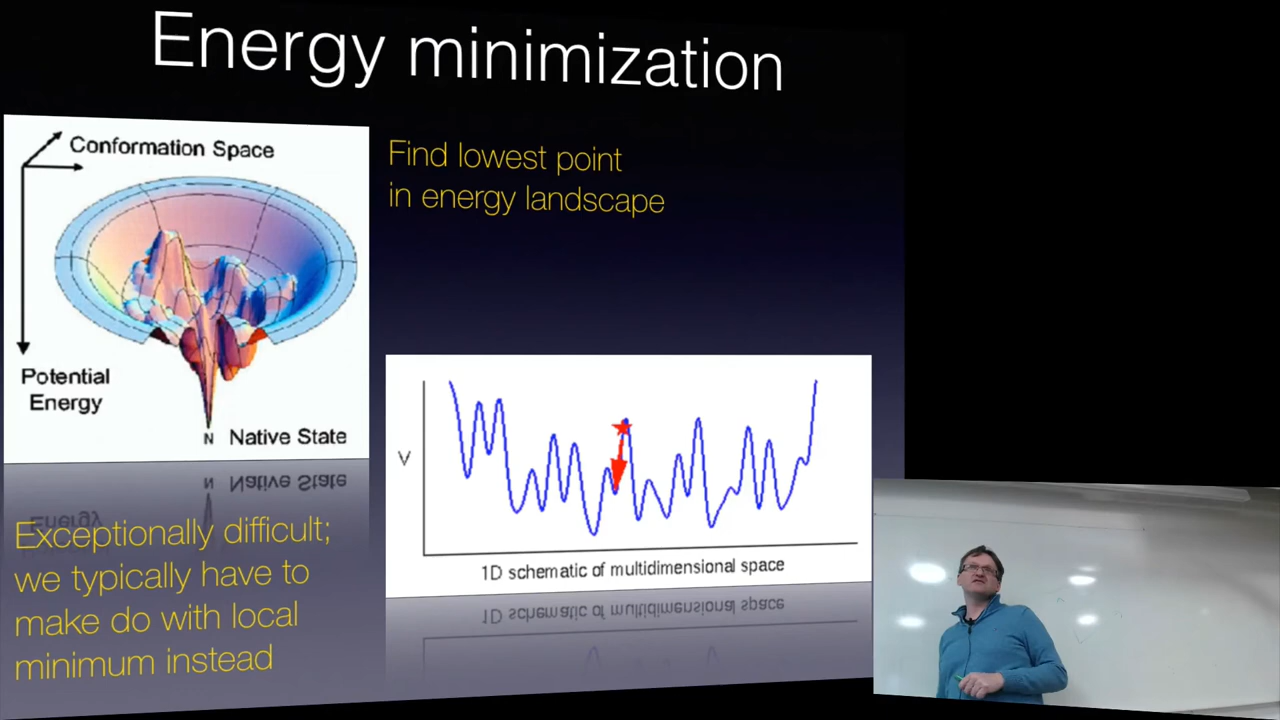 Energy minimization
Conformation Space
Potential
Energy
N
Native State
Find lowest point
in energy landscape
V
1D schematic of multidimensional space
Exceptionally difficult;
we typically have to
make do with local
minimum instead